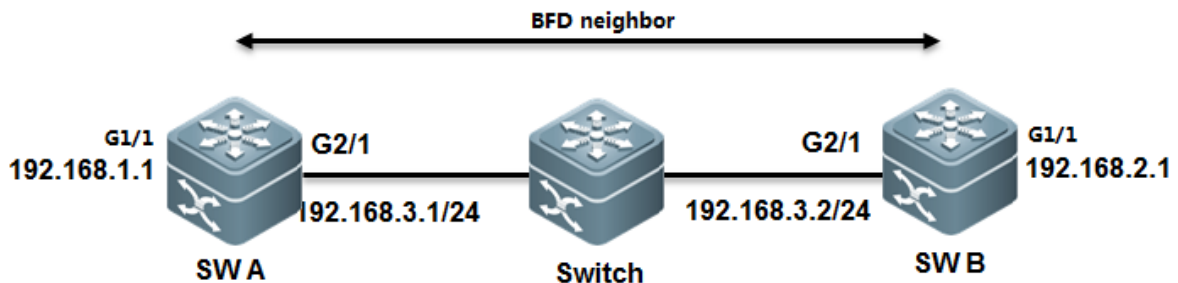 BFD neighbor
G1/1
192.168.1.1
G2/1
192.168.3.1/24
G2/1
192.168.3.2/24
G1/1
192.168.2.1
SW A
Switch
SW B